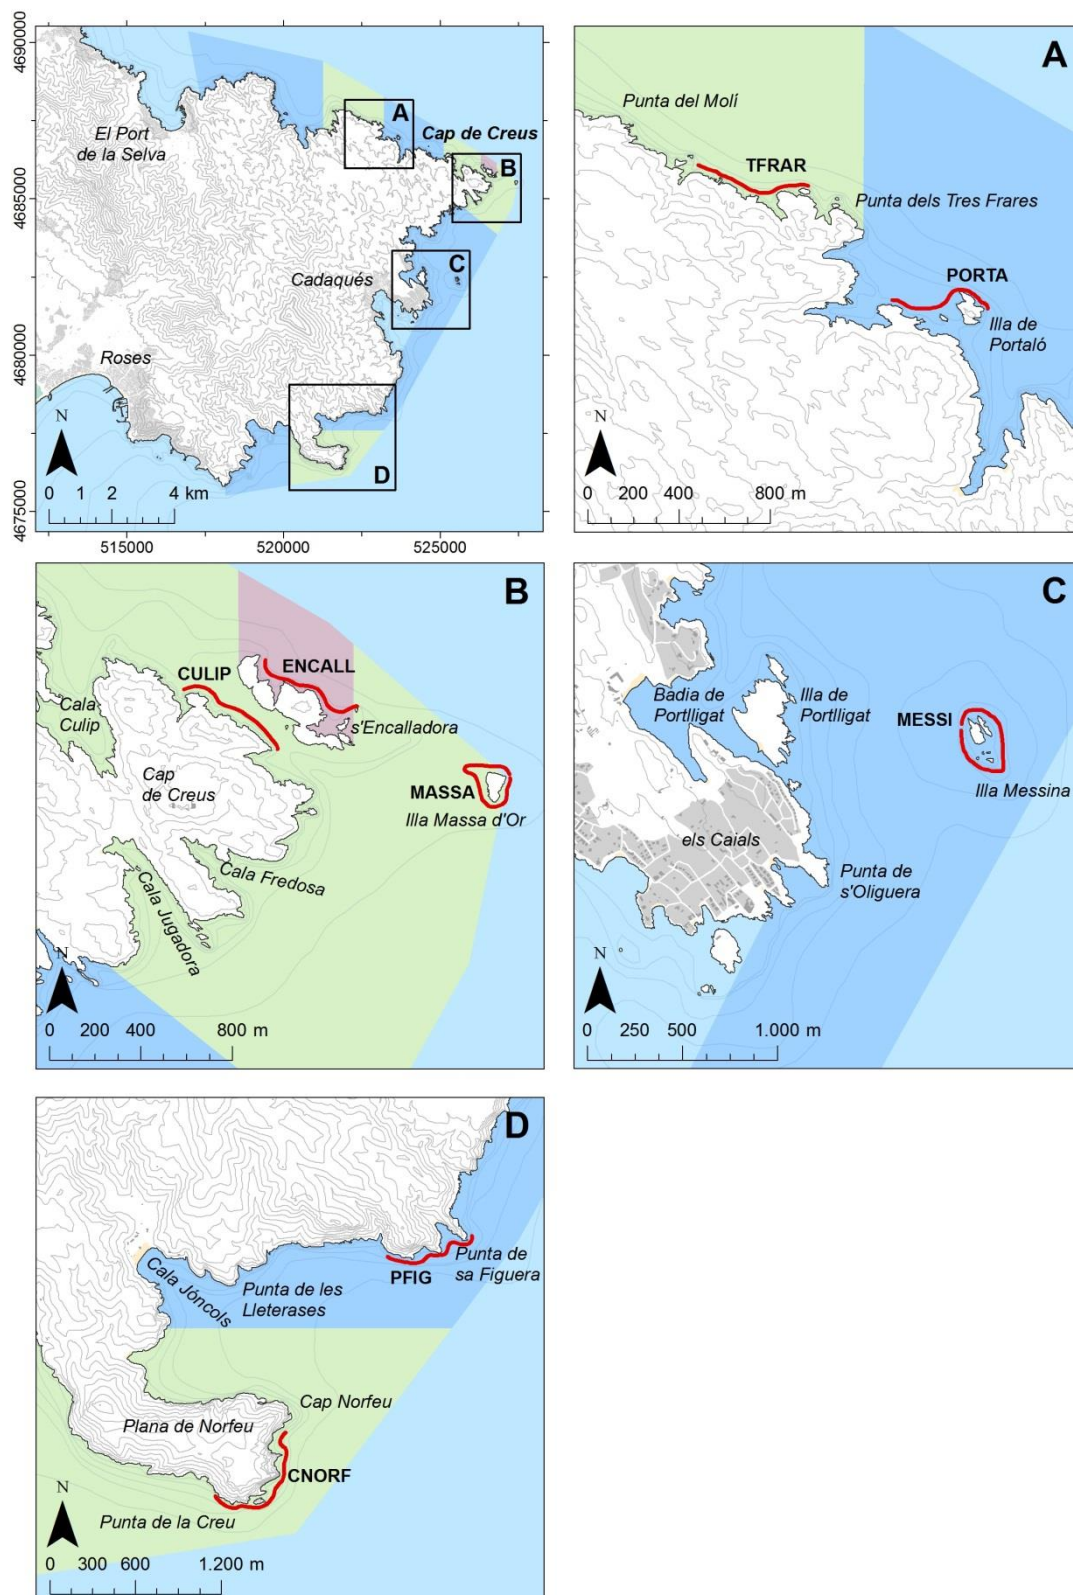 4690000
4685000
4680000
4675000
515000
520000
525000
El Port
de la Selva
Cap de Creus
Cadaqués
Roses
A
B
C
D
N
0 1 2 4 km
A
Punta del Molí
TFRAR
Punta dels Tres Frares
PORTA
Illa de
Portaló
N
0 200 400 800 m
B
CULIP
ENCALL
Cala
Culip
s'Encalladora
Cap
de Creus
MASSA
Illa Massa d'Or
Cala Fredosa
Cala Jugadora
N
0 200 400 800 m
C
Badia de
Portlligat
Illa de
Portlligat
MESSI
Illa Messina
els Caials
Punta de
s'Oliguera
N
0 250 500 1.000 m
D
Cala Jóncols
Punta de les
Lleterases
PFIG
Punta de
sa Figuera
Cap Norfeu
Plana de Norfeu
CNORF
Punta de la Creu
N
0 300 600 1.200 m